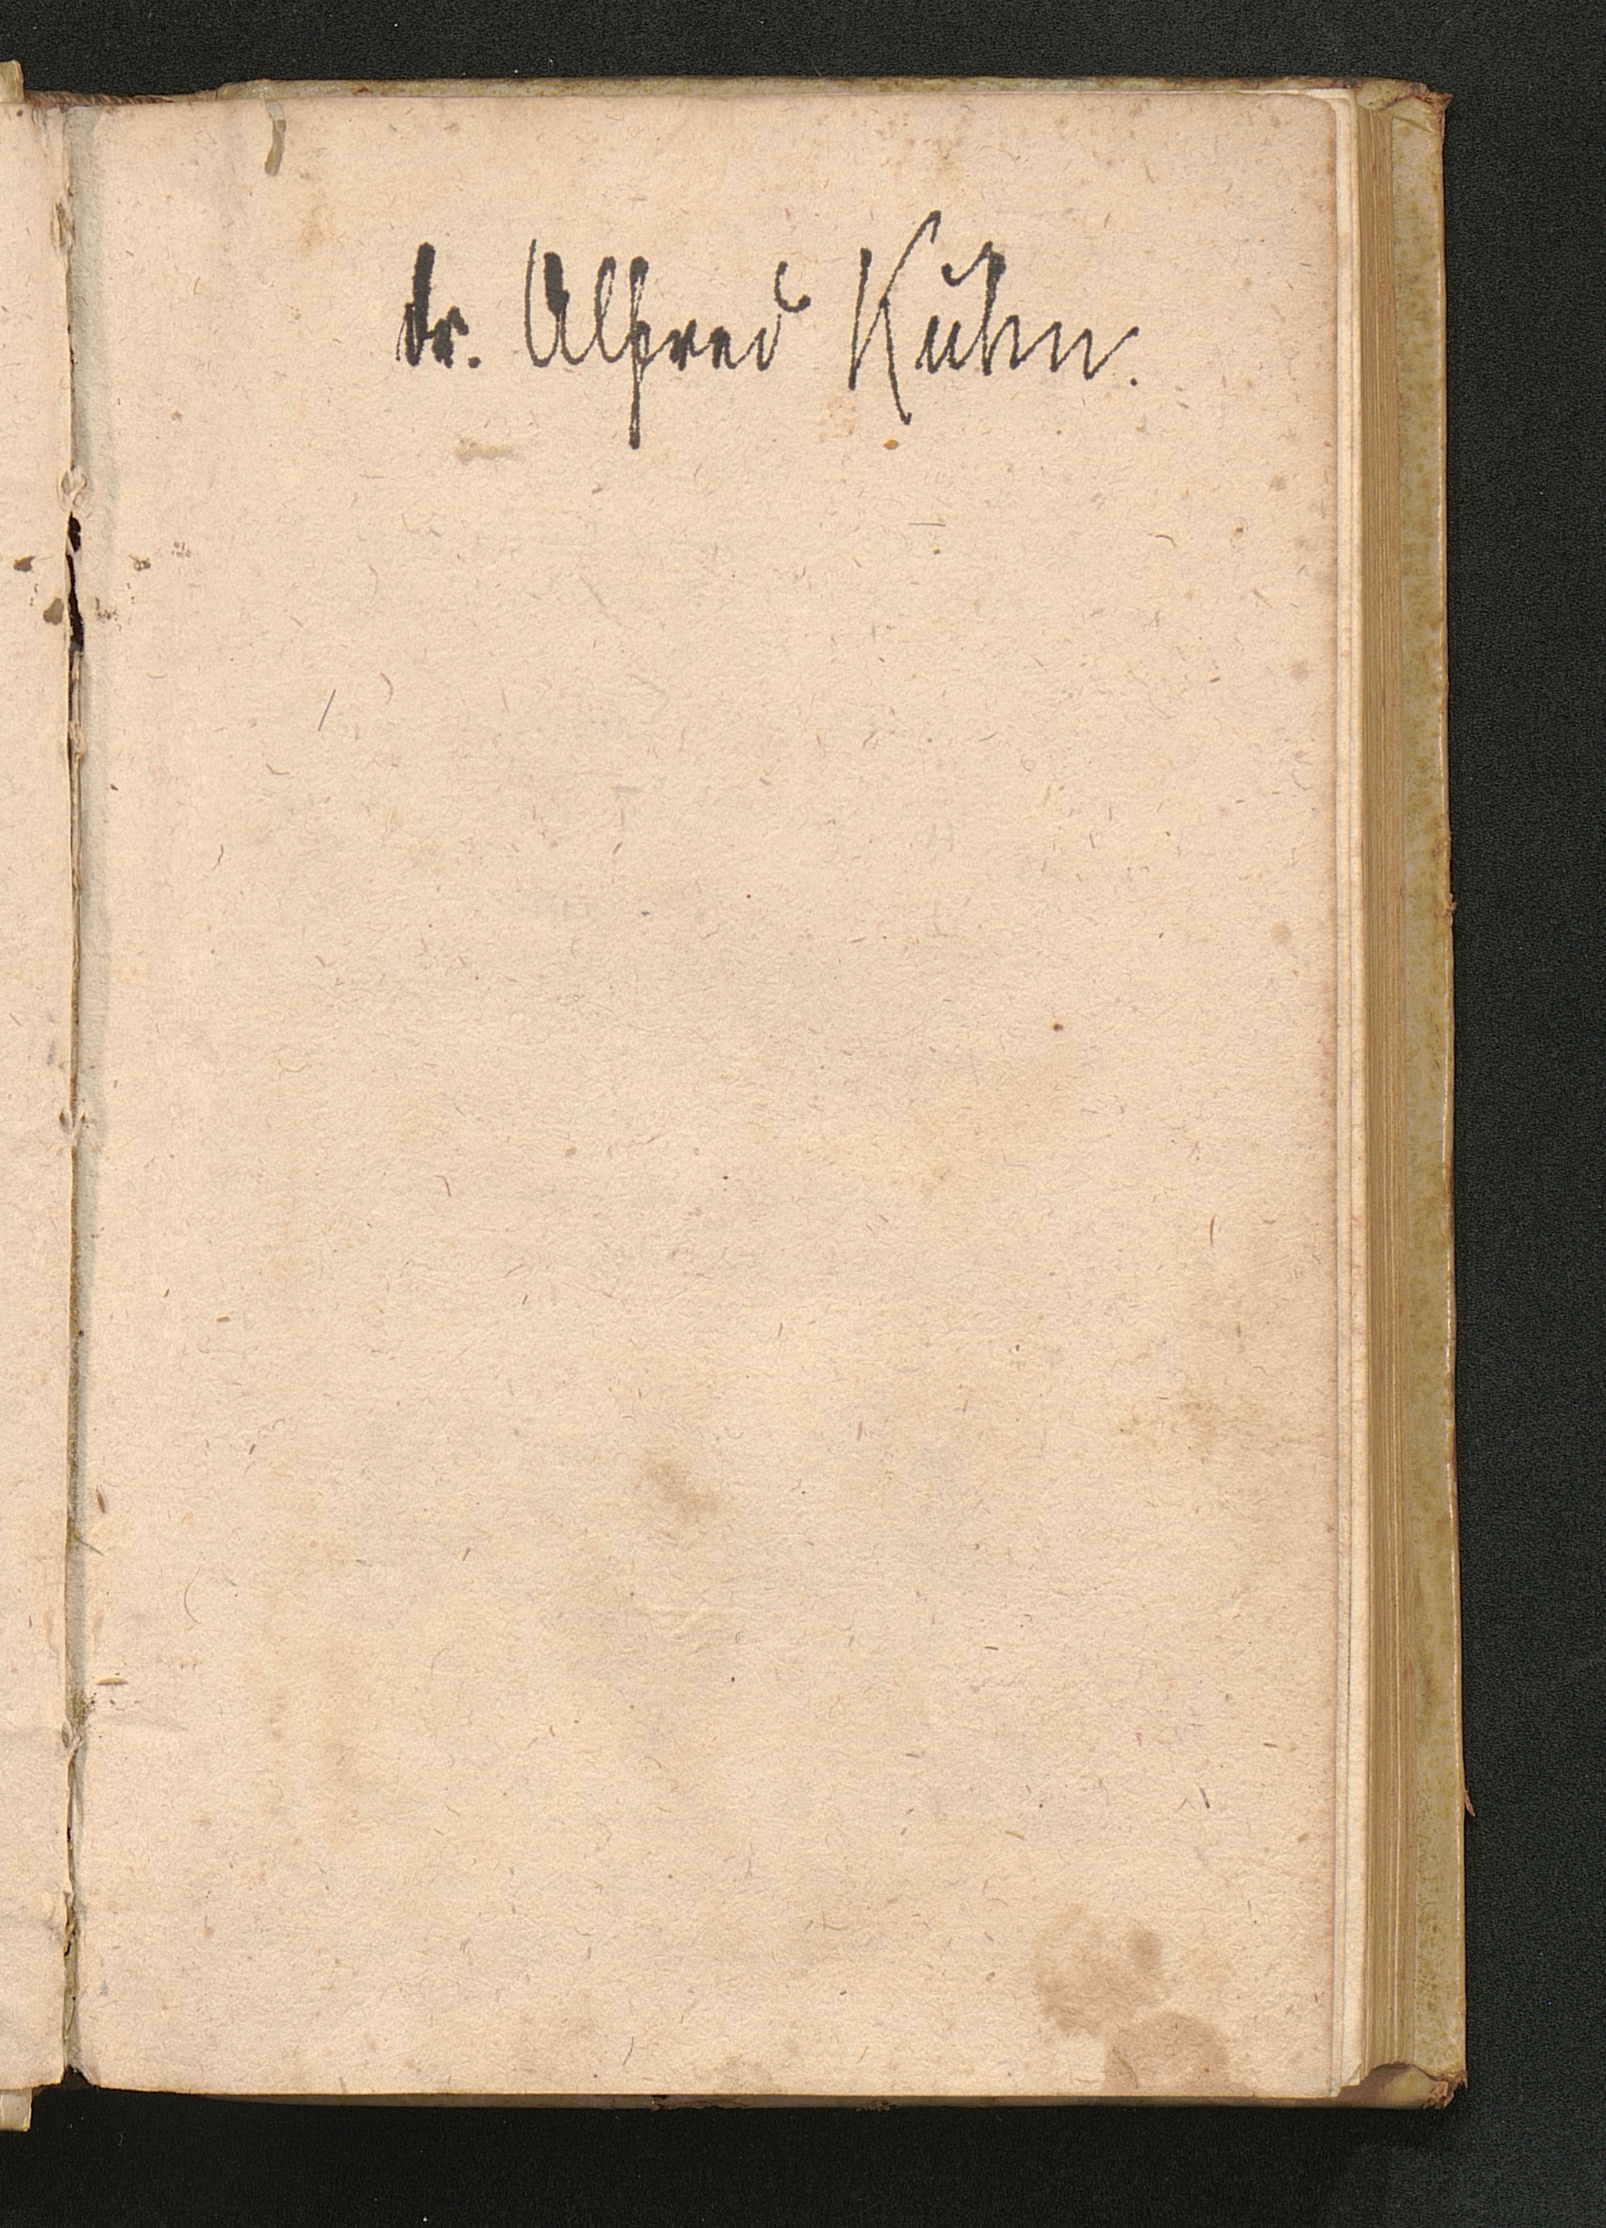 dr. Alfred Kuhn.